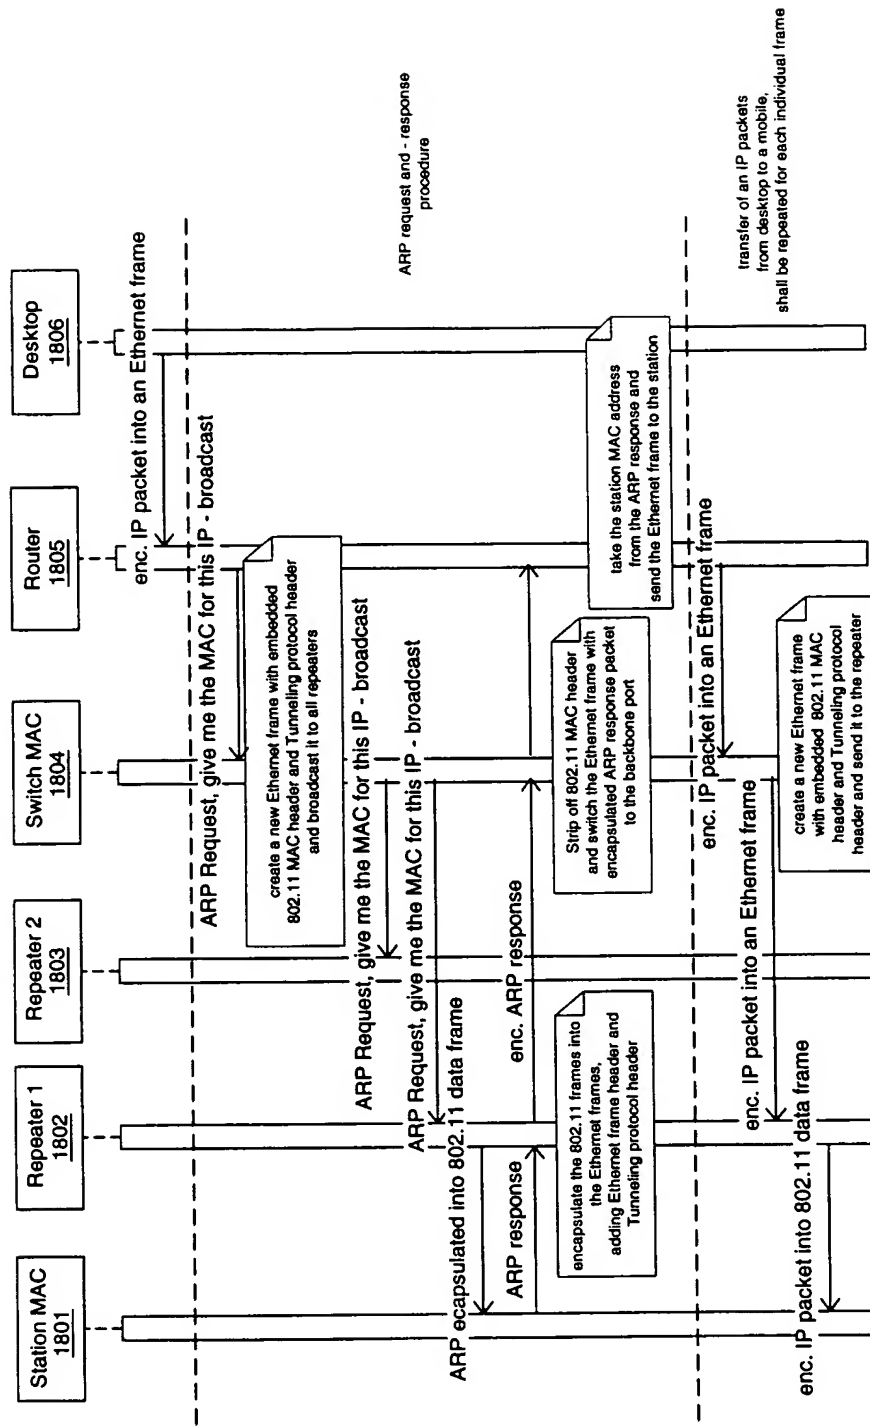 Station MAC
1801
Repeater 1
1802
Repeater 2
1803
Switch MAC
1804
Router
1805
Desktop
1806
enc. IP packet into an Ethernet frame
ARP Request, give me the MAC for this IP - broadcast
create a new Ethernet frame with embedded
802.11 MAC header and Tunneling protocol header
and broadcast it to all repeaters
ARP Request, give me the MAC for this IP - broadcast
ARP Request, give me the MAC for this IP - broadcast
ARP ecapsulated into 802.11 data frame
ARP response
enc. ARP response
encapsulate the 802.11 frames into
the Ethernet frames,
adding Ethernet frame header and
Tunneling protocol header
Strip off 802.11 MAC header
and switch the Ethernet frame with
encapsulated ARP response packet
to the backbone port
take the station MAC address
from the ARP response and
send the Ethernet frame to the station
ARP request and - response
procedure
enc. IP packet into an Ethernet frame
enc. IP packet into an Ethernet frame
create a new Ethernet frame
with embedded 802.11 MAC
header and Tunneling protocol
header and send it to the repeater
enc. IP packet into 802.11 data frame
transfer of an IP packets
from desktop to a mobile,
shall be repeated for each individual frame